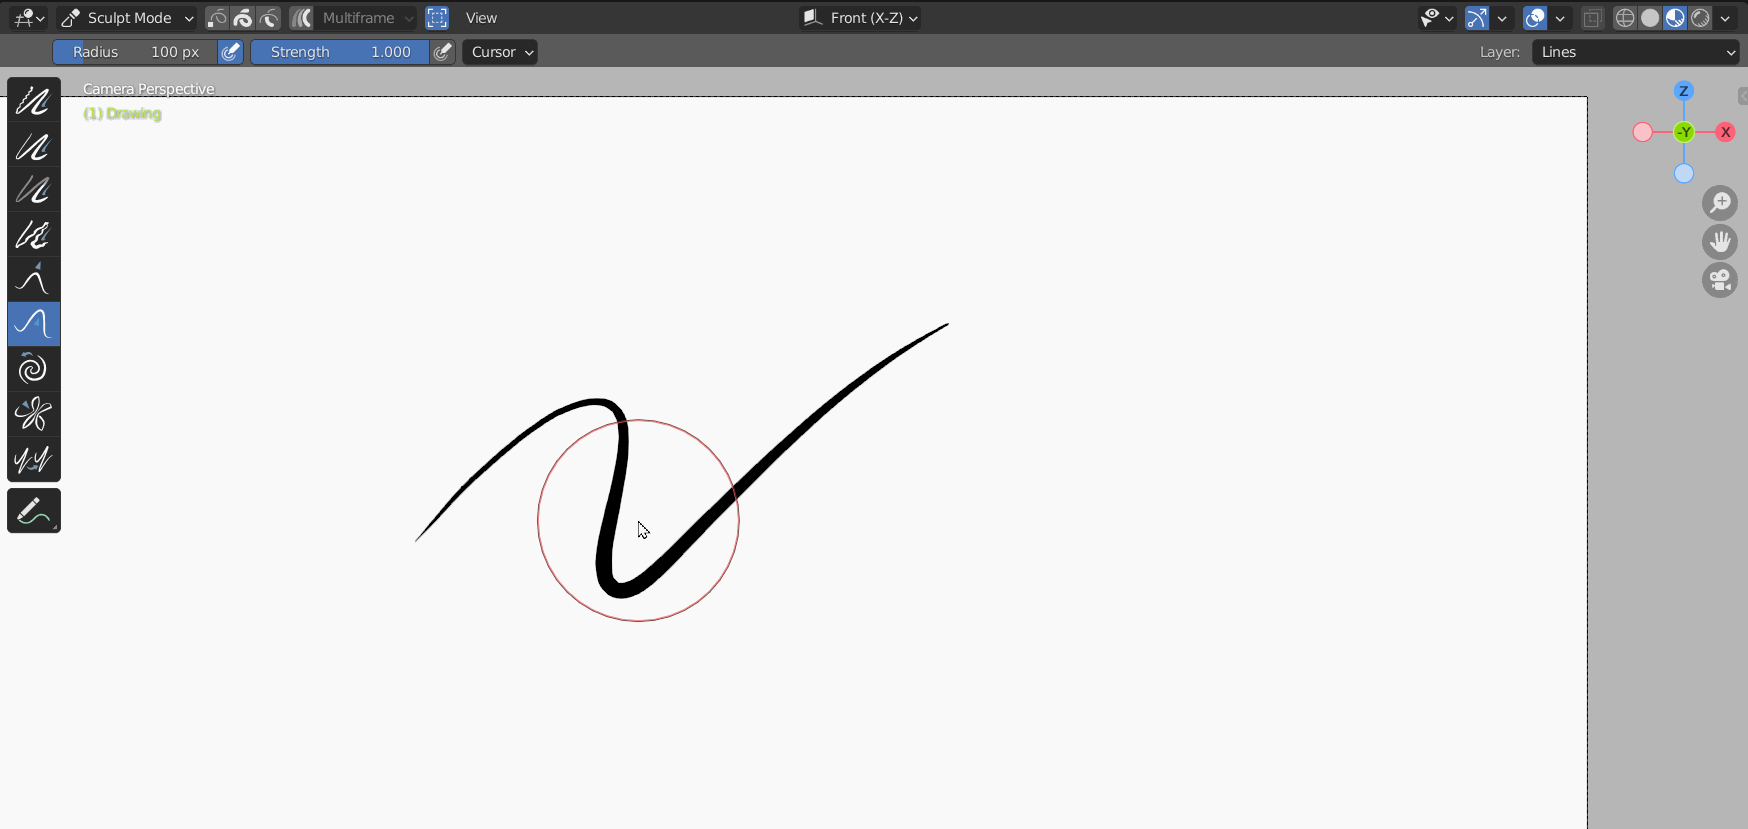 Sculpt Mode Multiframe View Front (X-Z)
Radius 100 px Strength 1.000 Cursor Layer: Lines
Camera Perspective
(1) Drawing
Z
-Y X